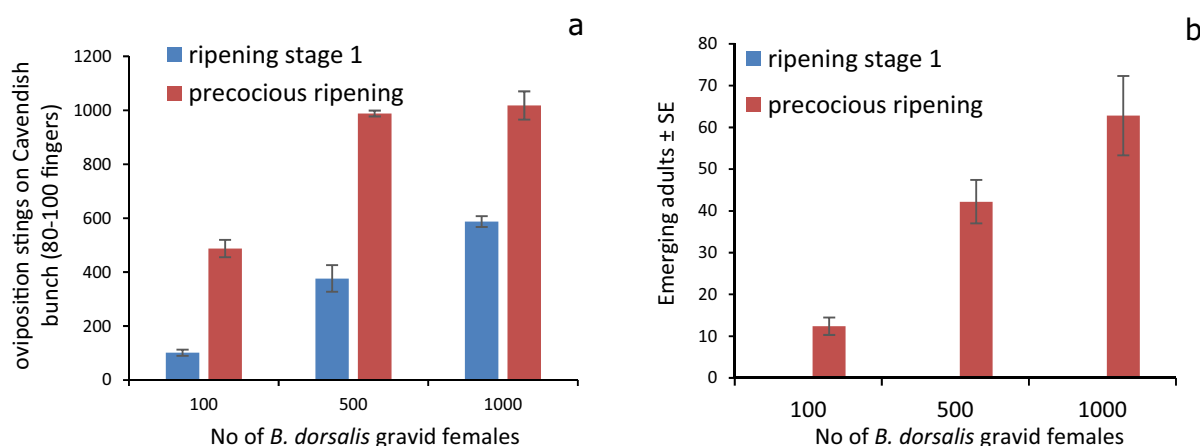 a
ripening stage 1
precocious ripening
oviposition stings on Cavendish
bunch (80-100 fingers)
1200
1000
800
600
400
200
0
100
500
1000
No of B. dorsalis gravid females
b
ripening stage 1
precocious ripening
Emerging adults ± SE
80
70
60
50
40
30
20
10
0
100
500
1000
No of B. dorsalis gravid females